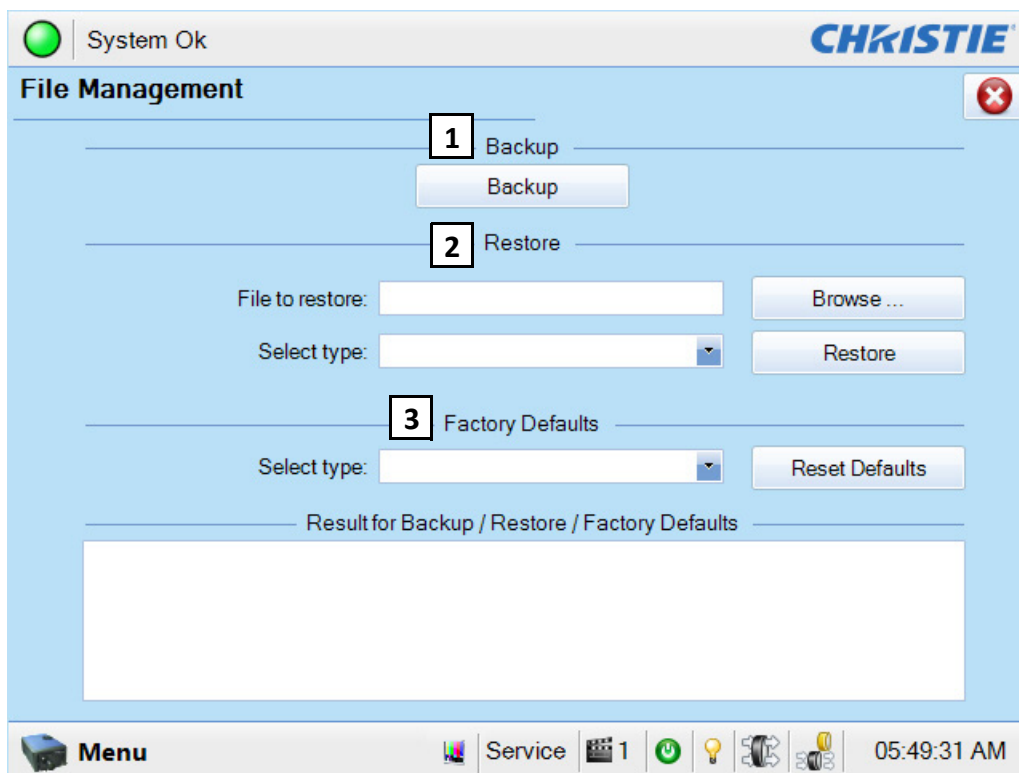 System Ok
CHRISTIE
File Management
1
Backup
Backup
2
Restore
File to restore:
Browse ...
Select type:
Restore
3
Factory Defaults
Select type:
Reset Defaults
Result for Backup / Restore / Factory Defaults
Menu
Service
1
05:49:31 AM